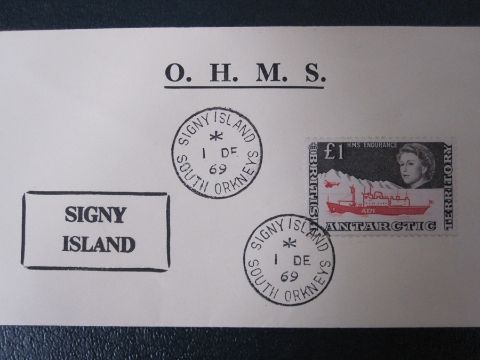 O. H. M. S.
SIGNY ISLAND
*
1 DE
69
SOUTH ORKNEYS
£1
HMS ENDURANCE
BRITISH
ANTARCTIC
TERRITORY
SIGNY
ISLAND
SIGNY ISLAND
*
1 DE
69
SOUTH ORKNEYS